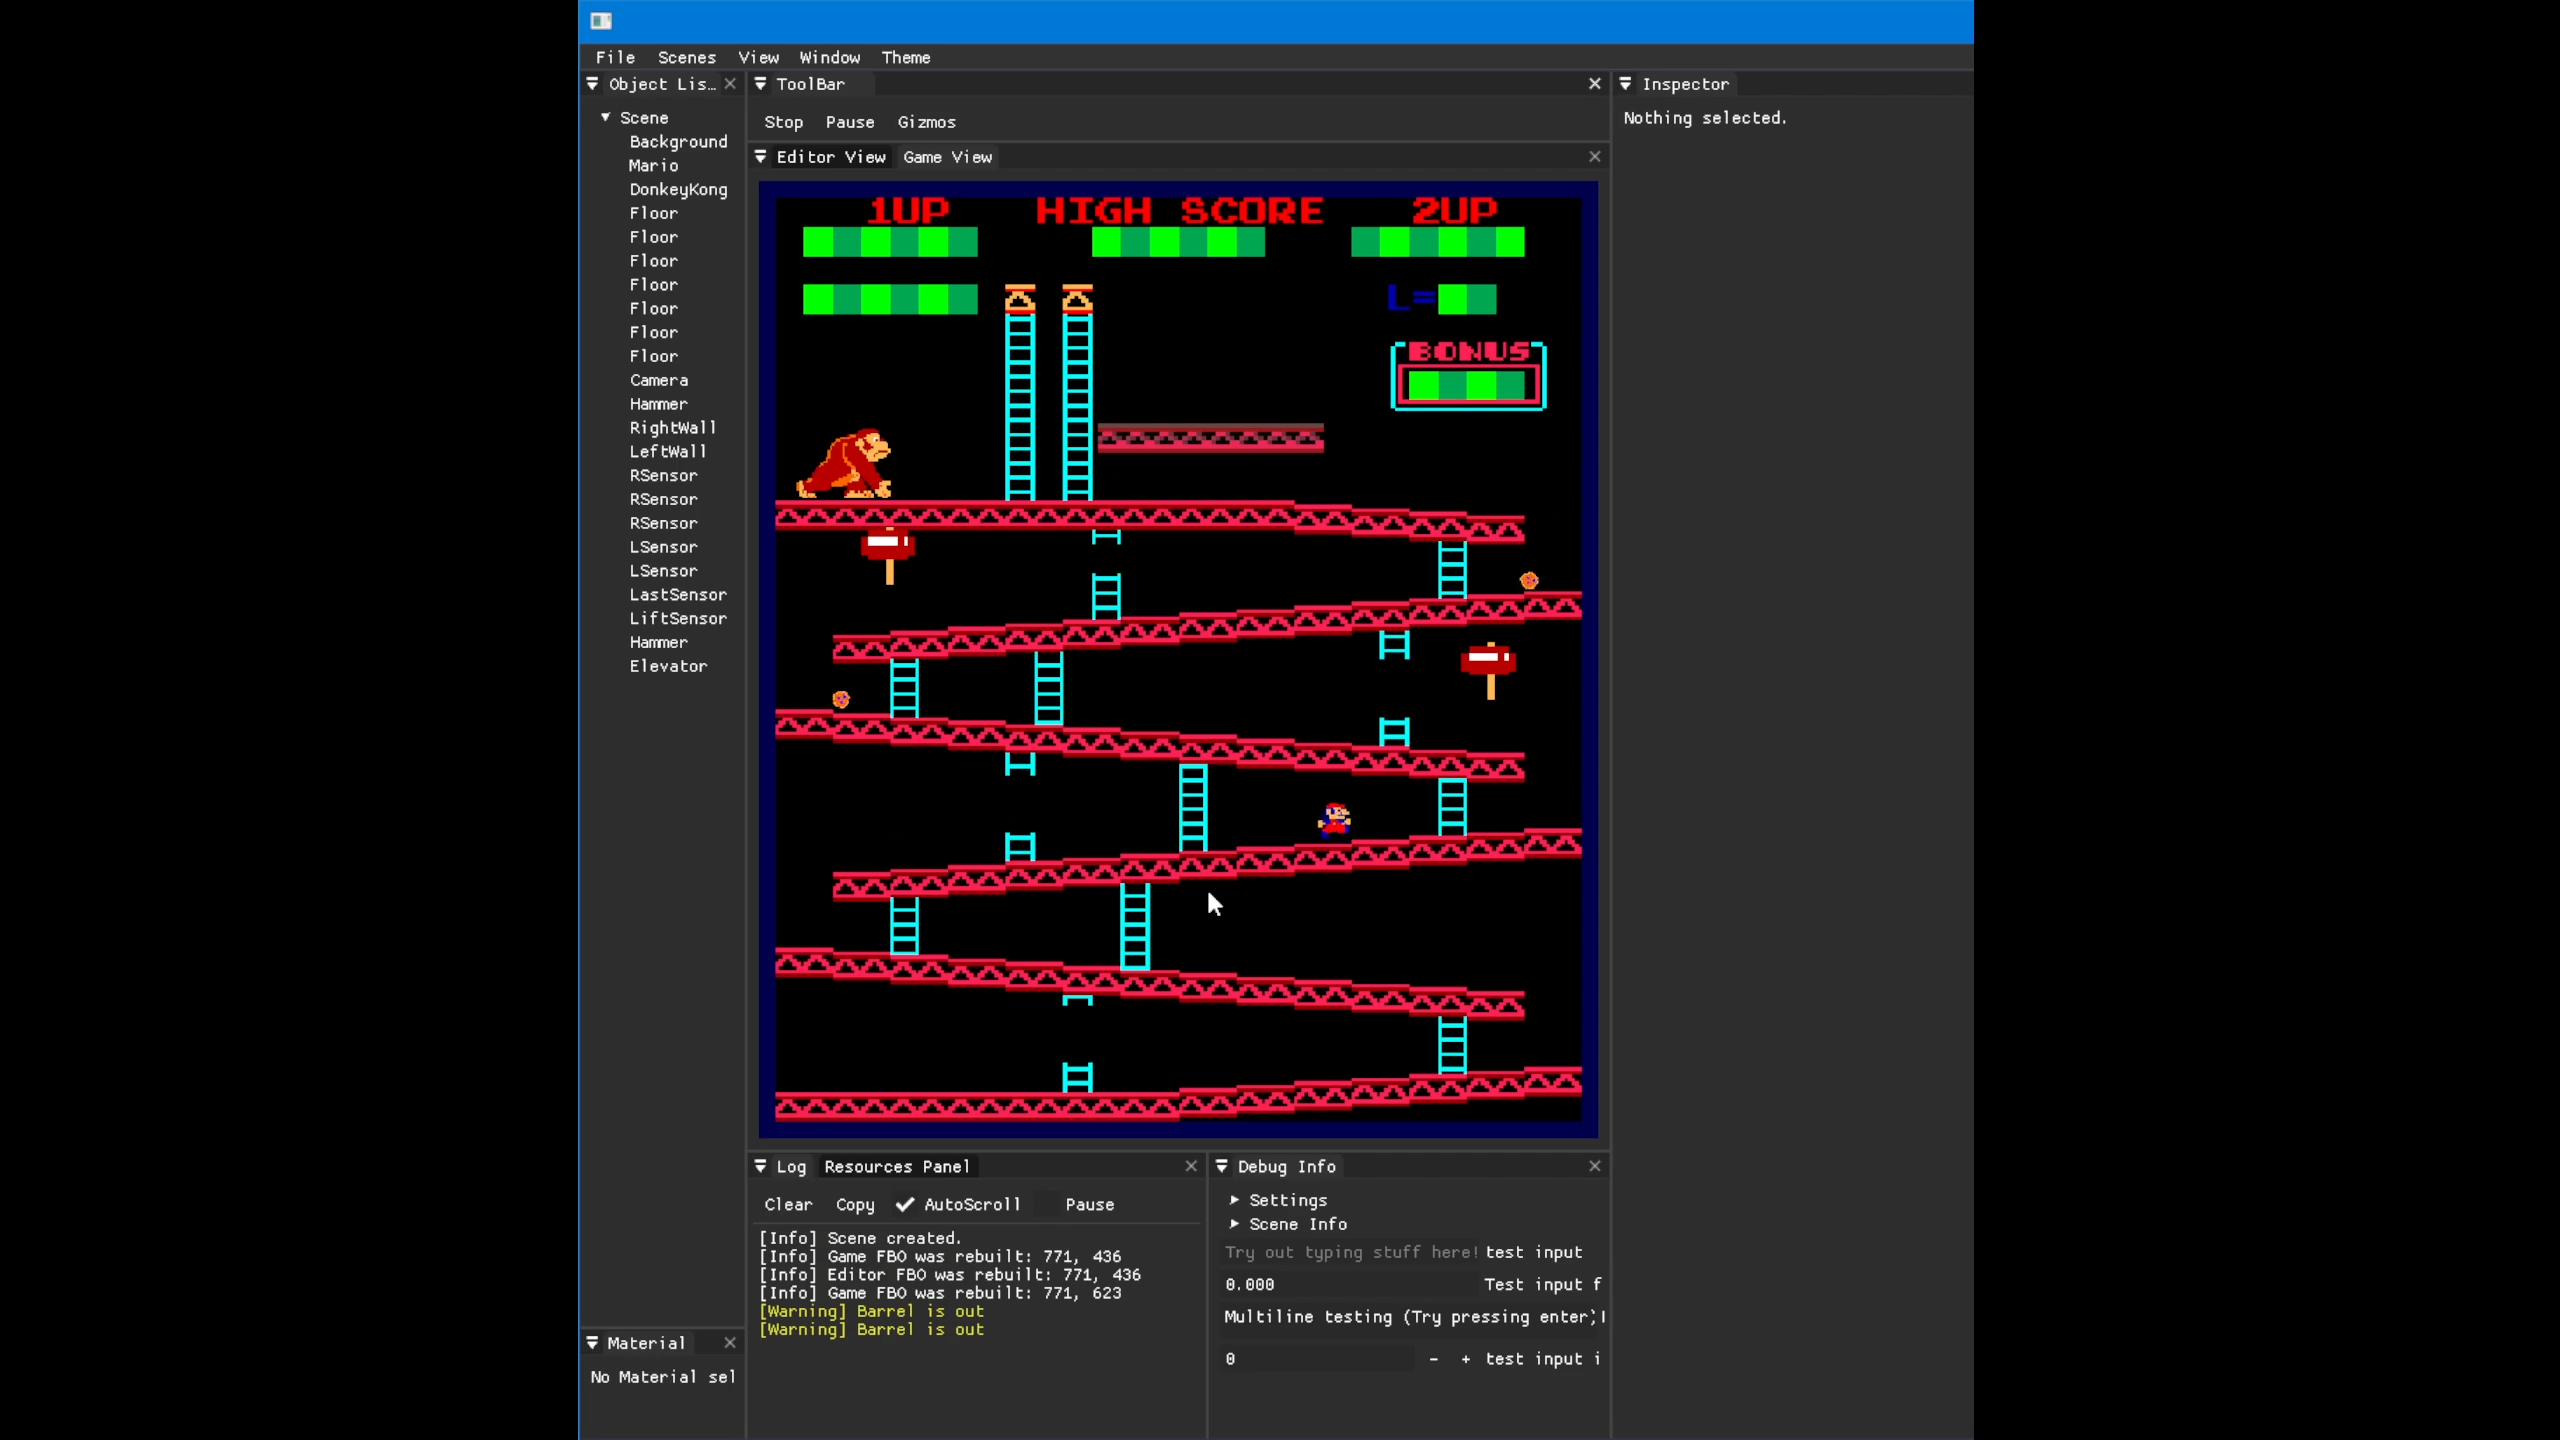 File Scenes View Window Theme
Object Lis…
ToolBar
Inspector
Scene
Background
Mario
DonkeyKong
Floor
Floor
Floor
Floor
Floor
Floor
Floor
Camera
Hammer
RightWall
LeftWall
RSensor
RSensor
RSensor
LSensor
LSensor
LastSensor
LiftSensor
Hammer
Elevator
Stop Pause Gizmos
Editor View Game View
1UP HIGH SCORE 2UP
L=
BONUS
Nothing selected.
Log Resources Panel
Clear Copy AutoScroll Pause
[Info] Scene created.
[Info] Game FBO was rebuilt: 771, 436
[Info] Editor FBO was rebuilt: 771, 436
[Info] Game FBO was rebuilt: 771, 623
[Warning] Barrel is out
[Warning] Barrel is out
Debug Info
Settings
Scene Info
Try out typing stuff here! test input
0.000 Test input f
Multiline testing (Try pressing enter)
0 - + test input i
Material
No Material sel